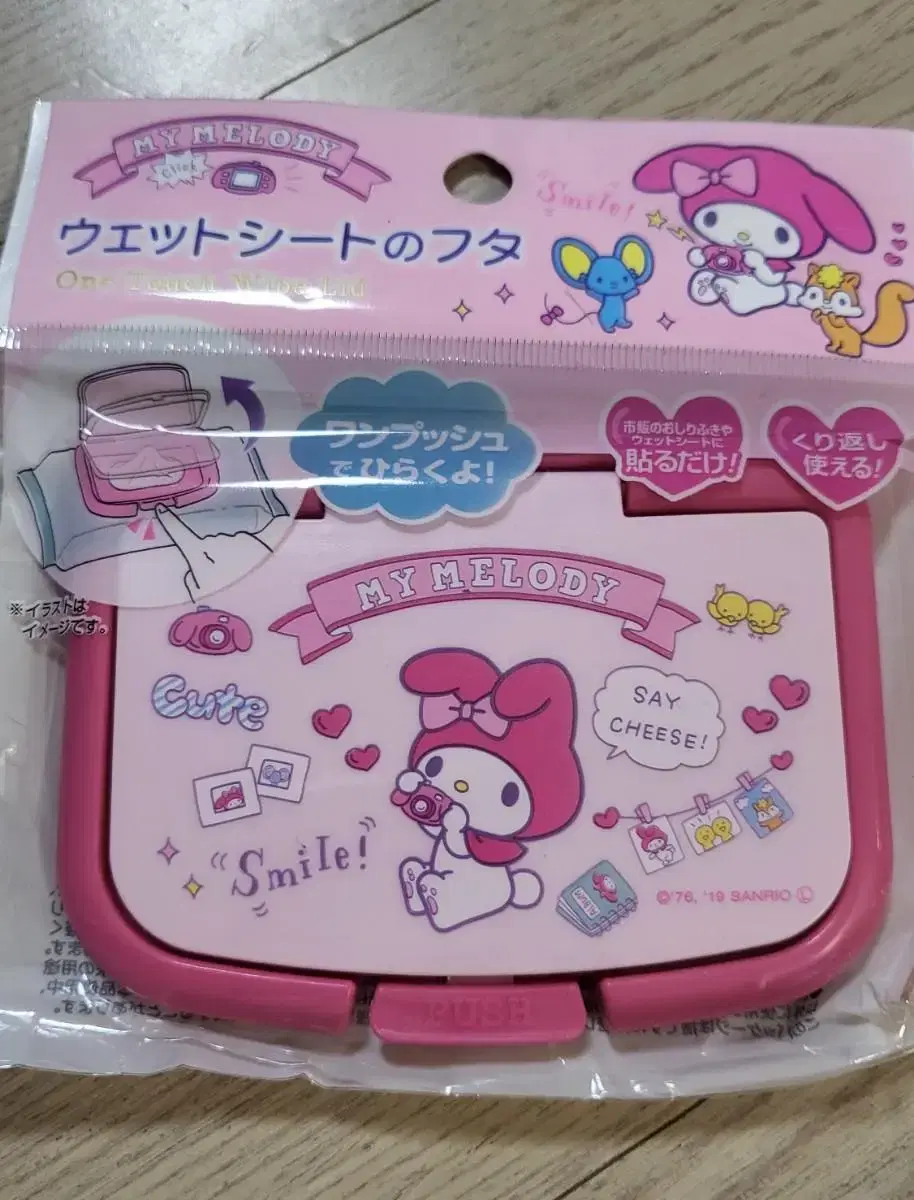 MY MELODY
Click
Smile!
ウェットシートのフタ
One Touch Wipe Lid
ワンプッシュ
でひらくよ!
市販のおしりふきや
ウェットシートに
貼るだけ!
くり返し
使える!
※イラストは
イメージです。
MY MELODY
Cute
SAY
CHEESE!
Smile!
ALBUM
©'76, '19 SANRIO Ⓛ
PUSH